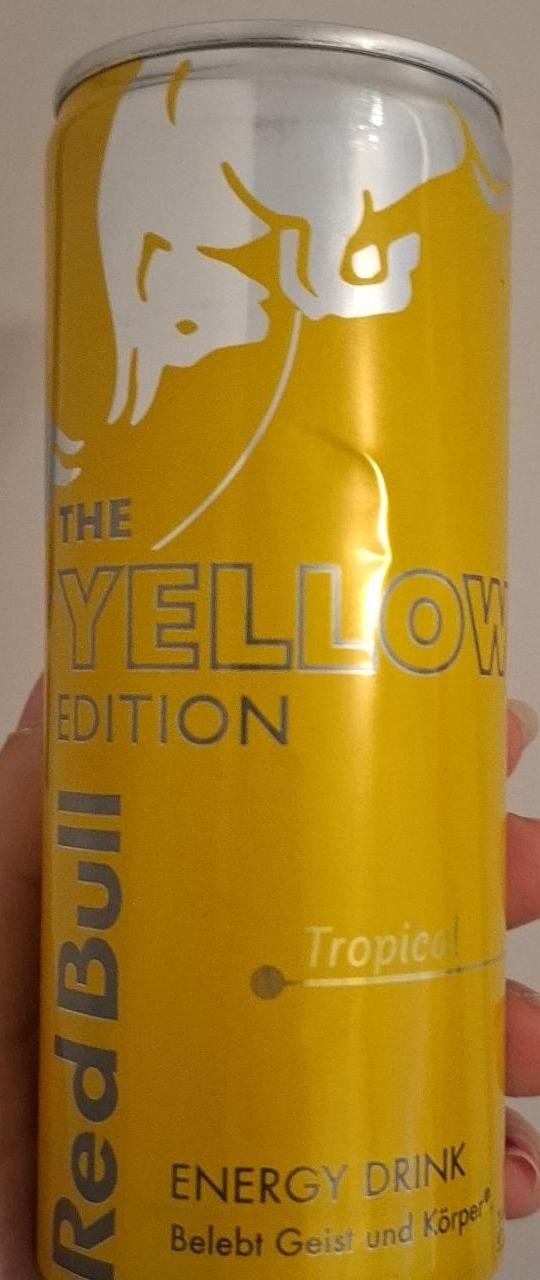 THE
YELLOW
EDITION
Red Bull
Tropical
ENERGY DRINK
Belebt Geist und Körper®